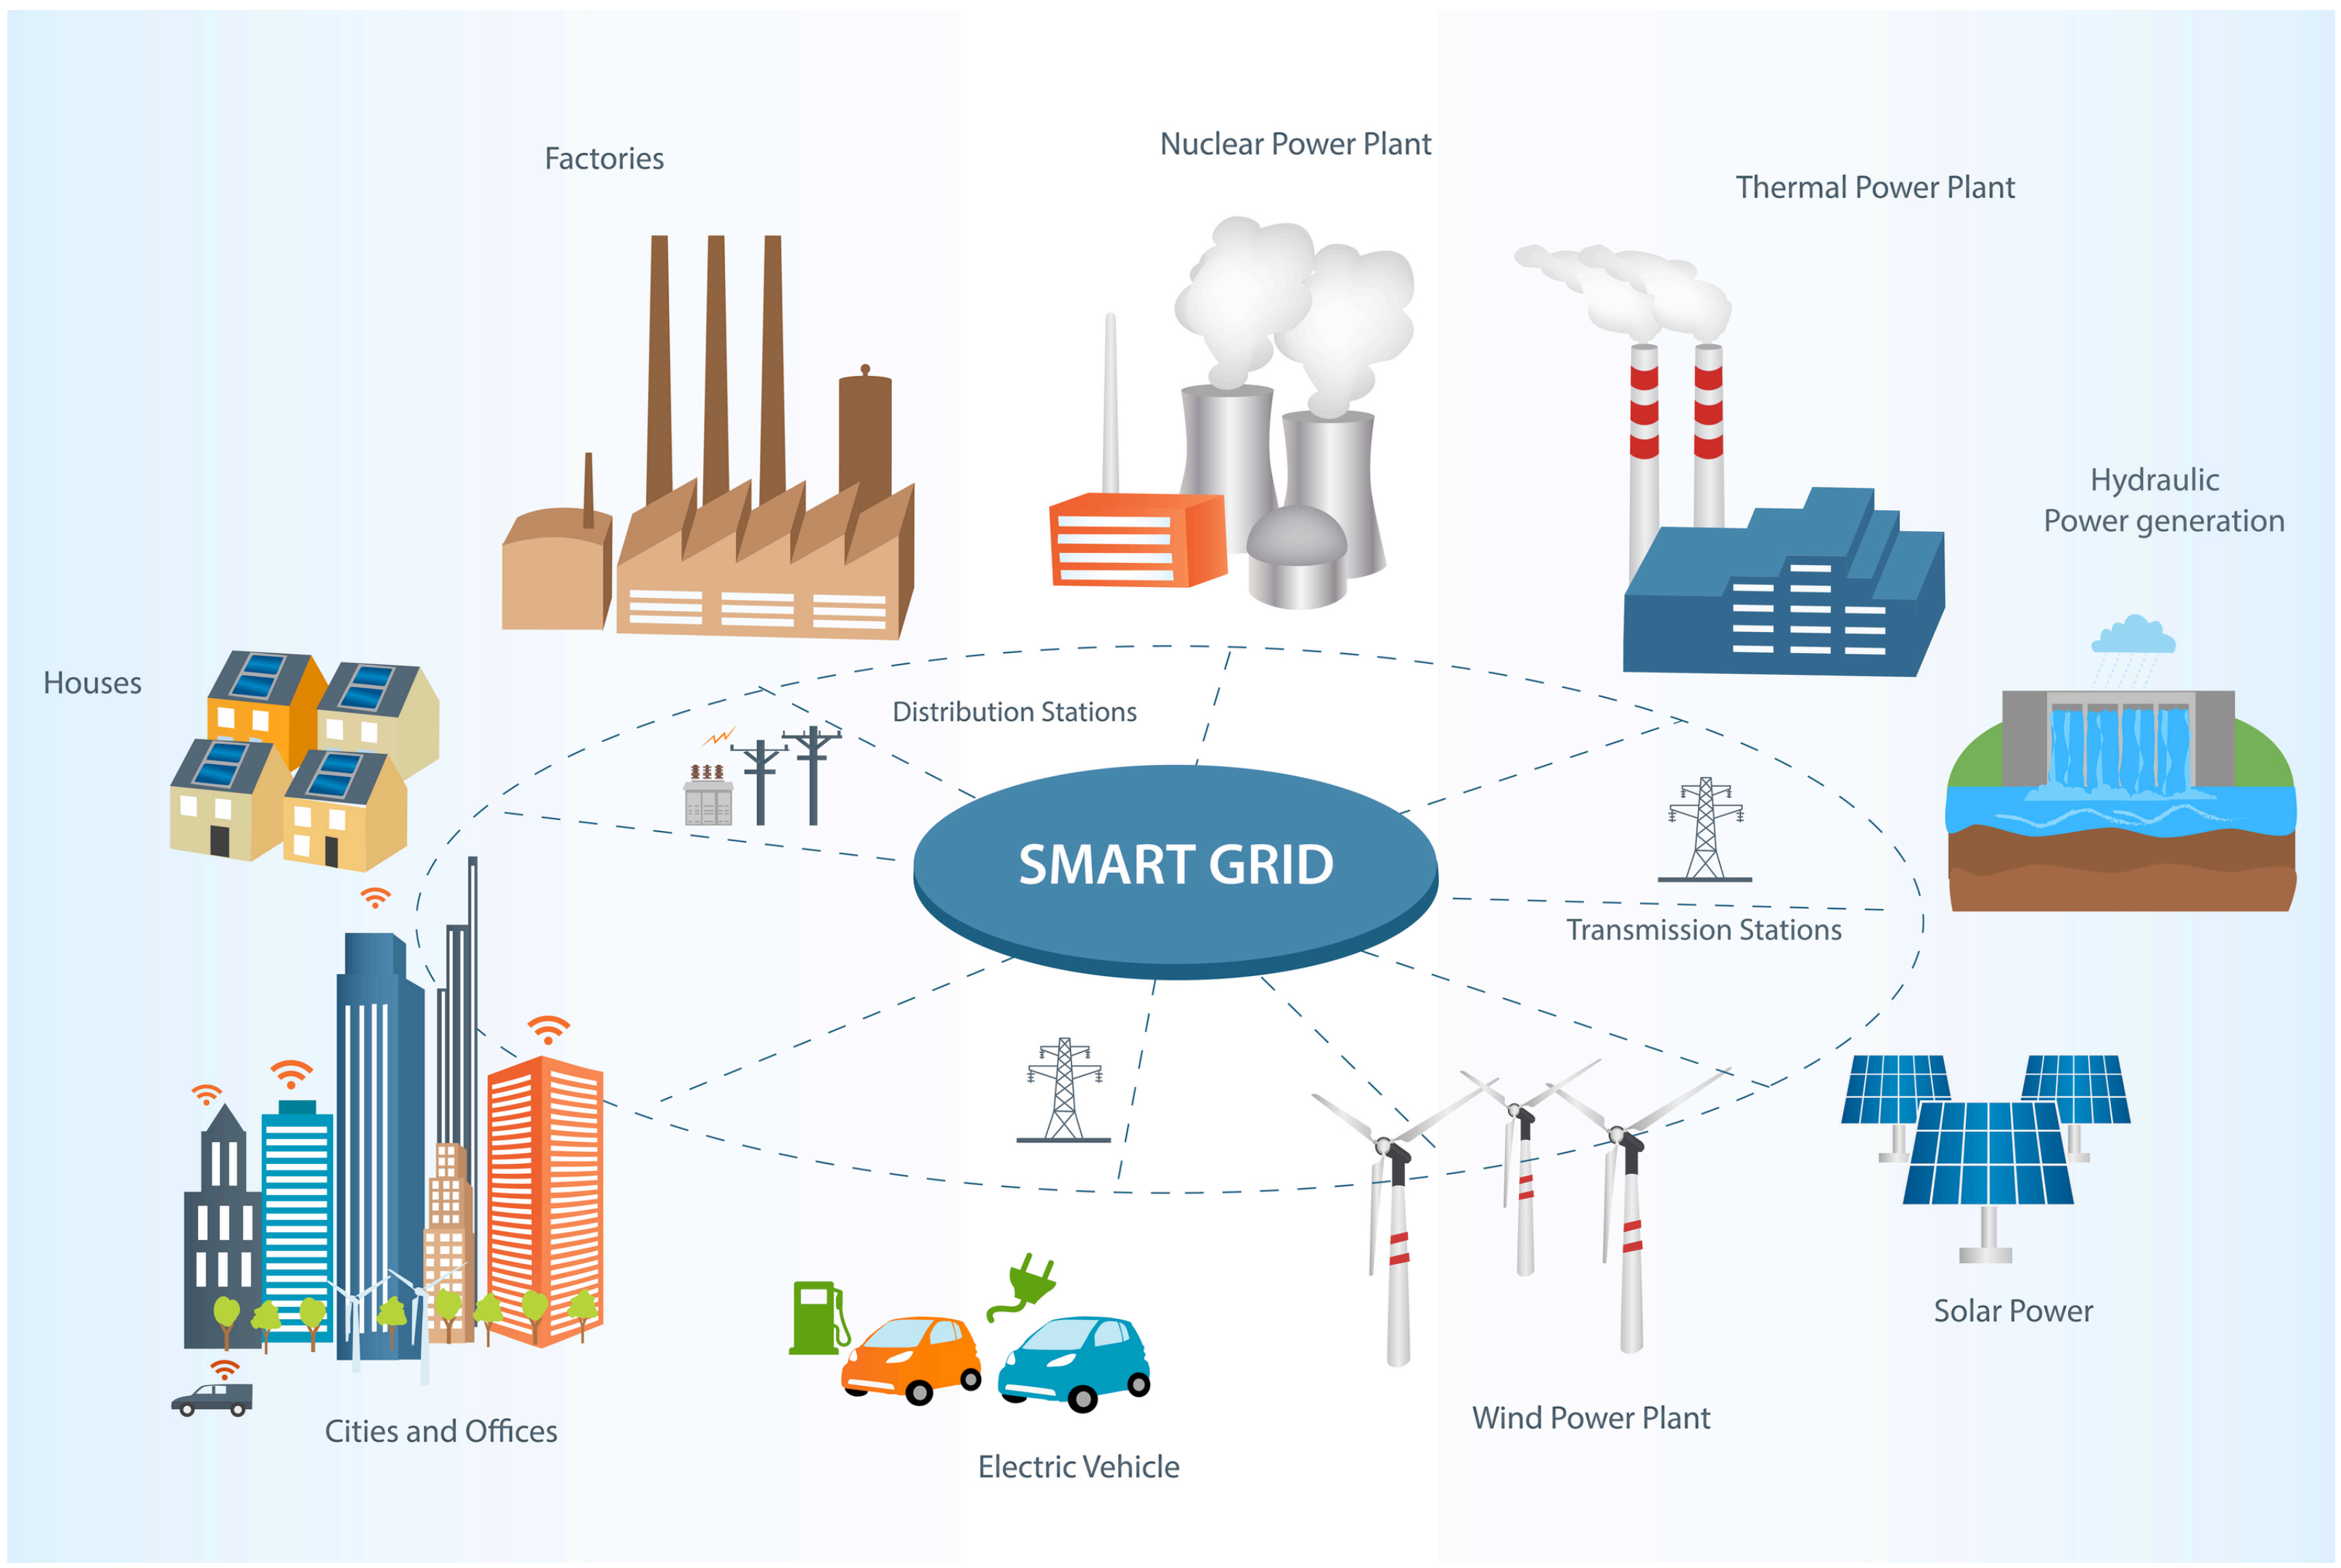 Nuclear Power Plant
Factories
Thermal Power Plant
Hydraulic
Power generation
Houses
Distribution Stations
SMART GRID
Transmission Stations
Solar Power
Wind Power Plant
Cities and Offices
Electric Vehicle